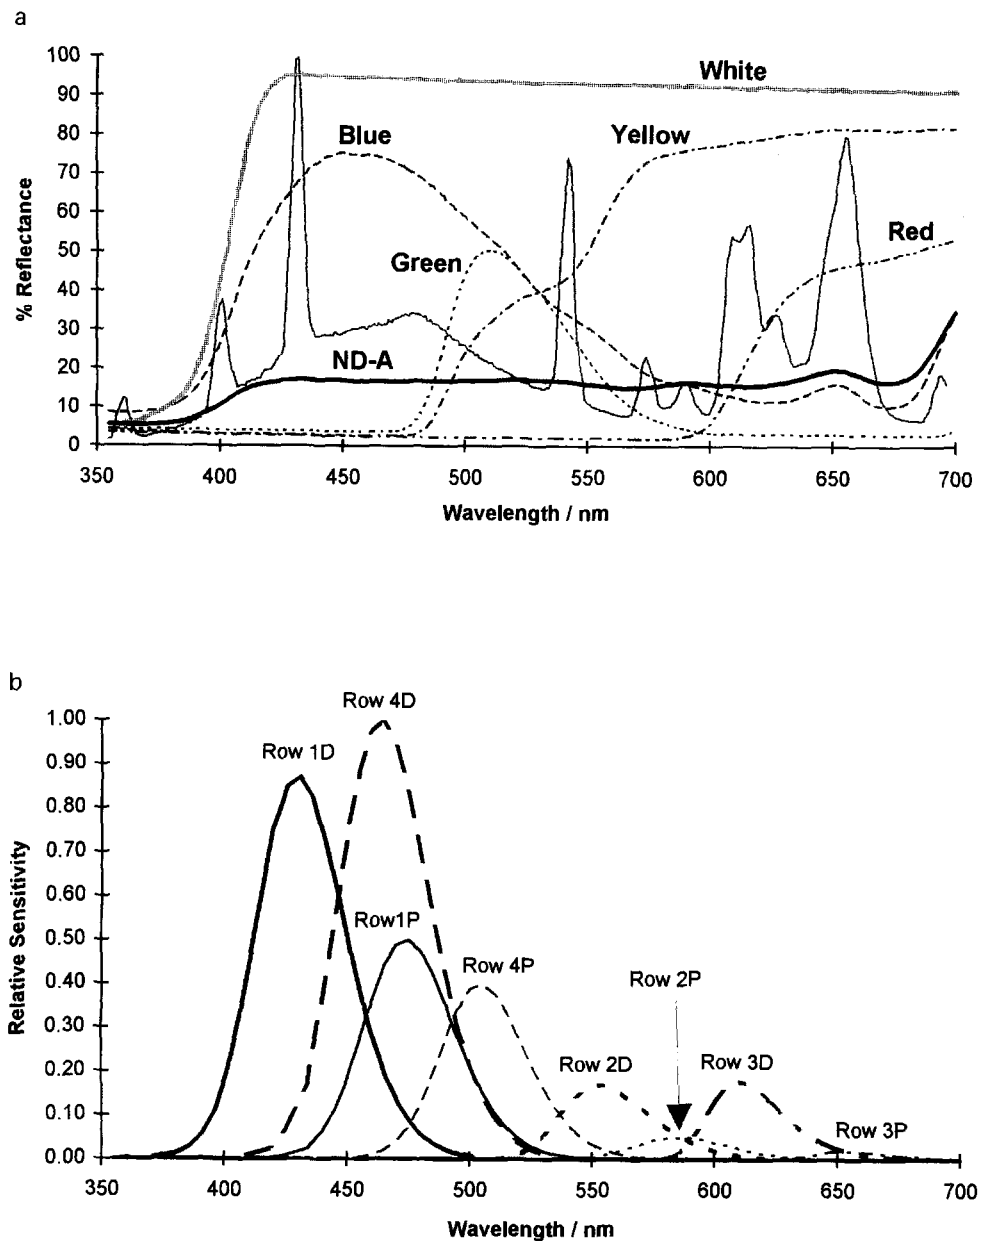 a
100
90
80
70
60
50
40
30
20
10
0
% Reflectance
White
Blue
Yellow
Green
Red
ND-A
350 400 450 500 550 600 650 700
Wavelength / nm
b
1.00
0.90
0.80
0.70
0.60
0.50
0.40
0.30
0.20
0.10
0.00
Relative Sensitivity
Row 4D
Row 1D
Row1P
Row 4P
Row 2P
Row 2D
Row 3D
Row 3P
350 400 450 500 550 600 650 700
Wavelength / nm